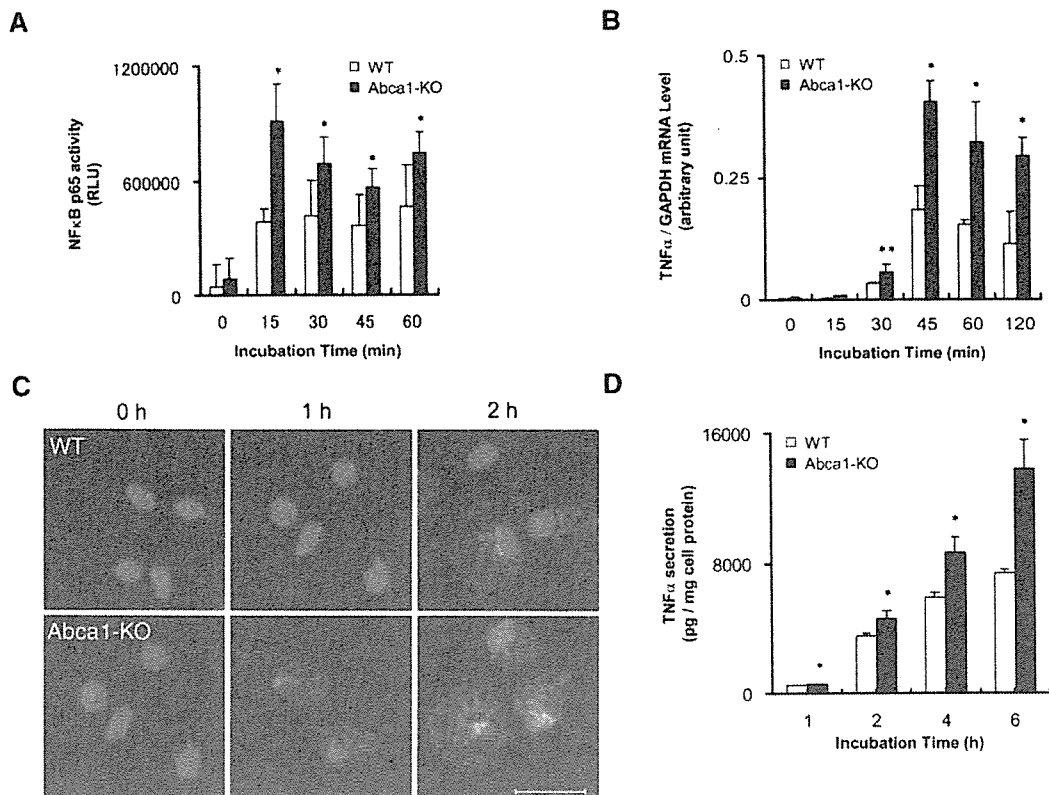 A
NFκB p65 activity
(RLU)
1200000
600000
0
WT
Abca1-KO
*
*
*
*
0 15 30 45 60
Incubation Time (min)
B
TNFα / GAPDH mRNA Level
(arbitrary unit)
0.5
0.25
0
WT
Abca1-KO
**
*
*
*
0 15 30 45 60 120
Incubation Time (min)
C
0 h 1 h 2 h
WT
Abca1-KO
D
TNFα secretion
(pg / mg cell protein)
16000
8000
0
WT
Abca1-KO
*
*
*
*
1 2 4 6
Incubation Time (h)